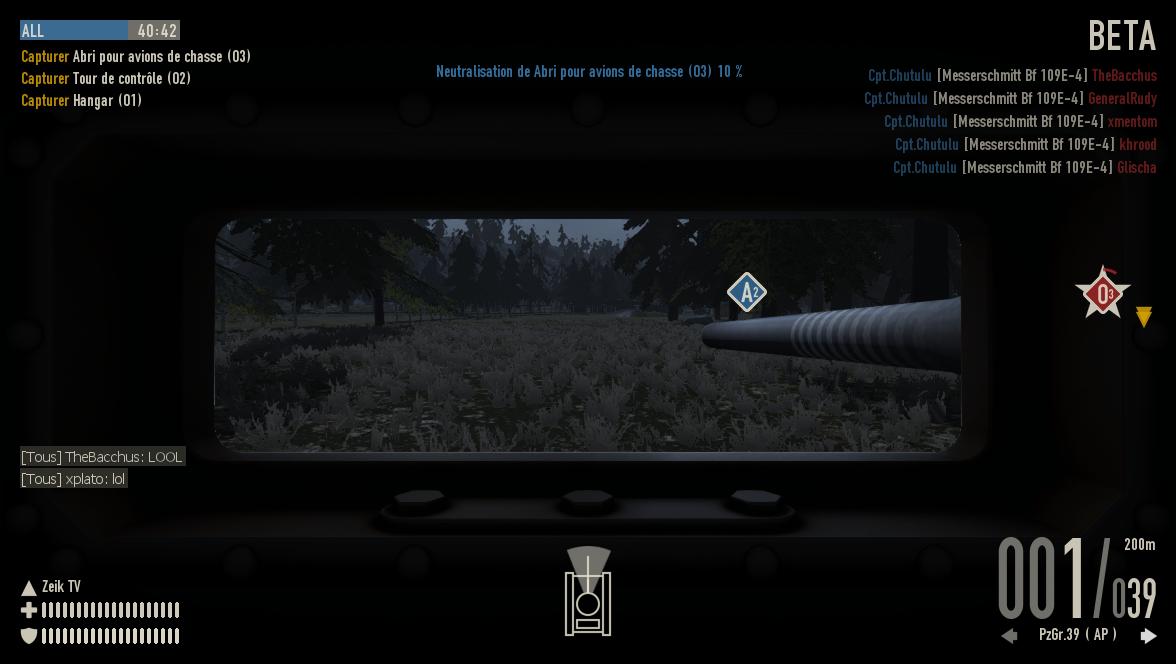 ALL 40:42
BETA
Capturer Abri pour avions de chasse (03)
Capturer Tour de contrôle (02)
Capturer Hangar (01)
Neutralisation de Abri pour avions de chasse (03) 10 %
Cpt.Chutulu [Messerschmitt Bf 109E-4] TheBacchus
Cpt.Chutulu [Messerschmitt Bf 109E-4] GeneralRudy
Cpt.Chutulu [Messerschmitt Bf 109E-4] xmentom
Cpt.Chutulu [Messerschmitt Bf 109E-4] khrood
Cpt.Chutulu [Messerschmitt Bf 109E-4] Glischa
A2
03
[Tous] TheBacchus: LOOL
[Tous] xplato: lol
Zeik TV
200m
001/039
PzGr.39 ( AP )